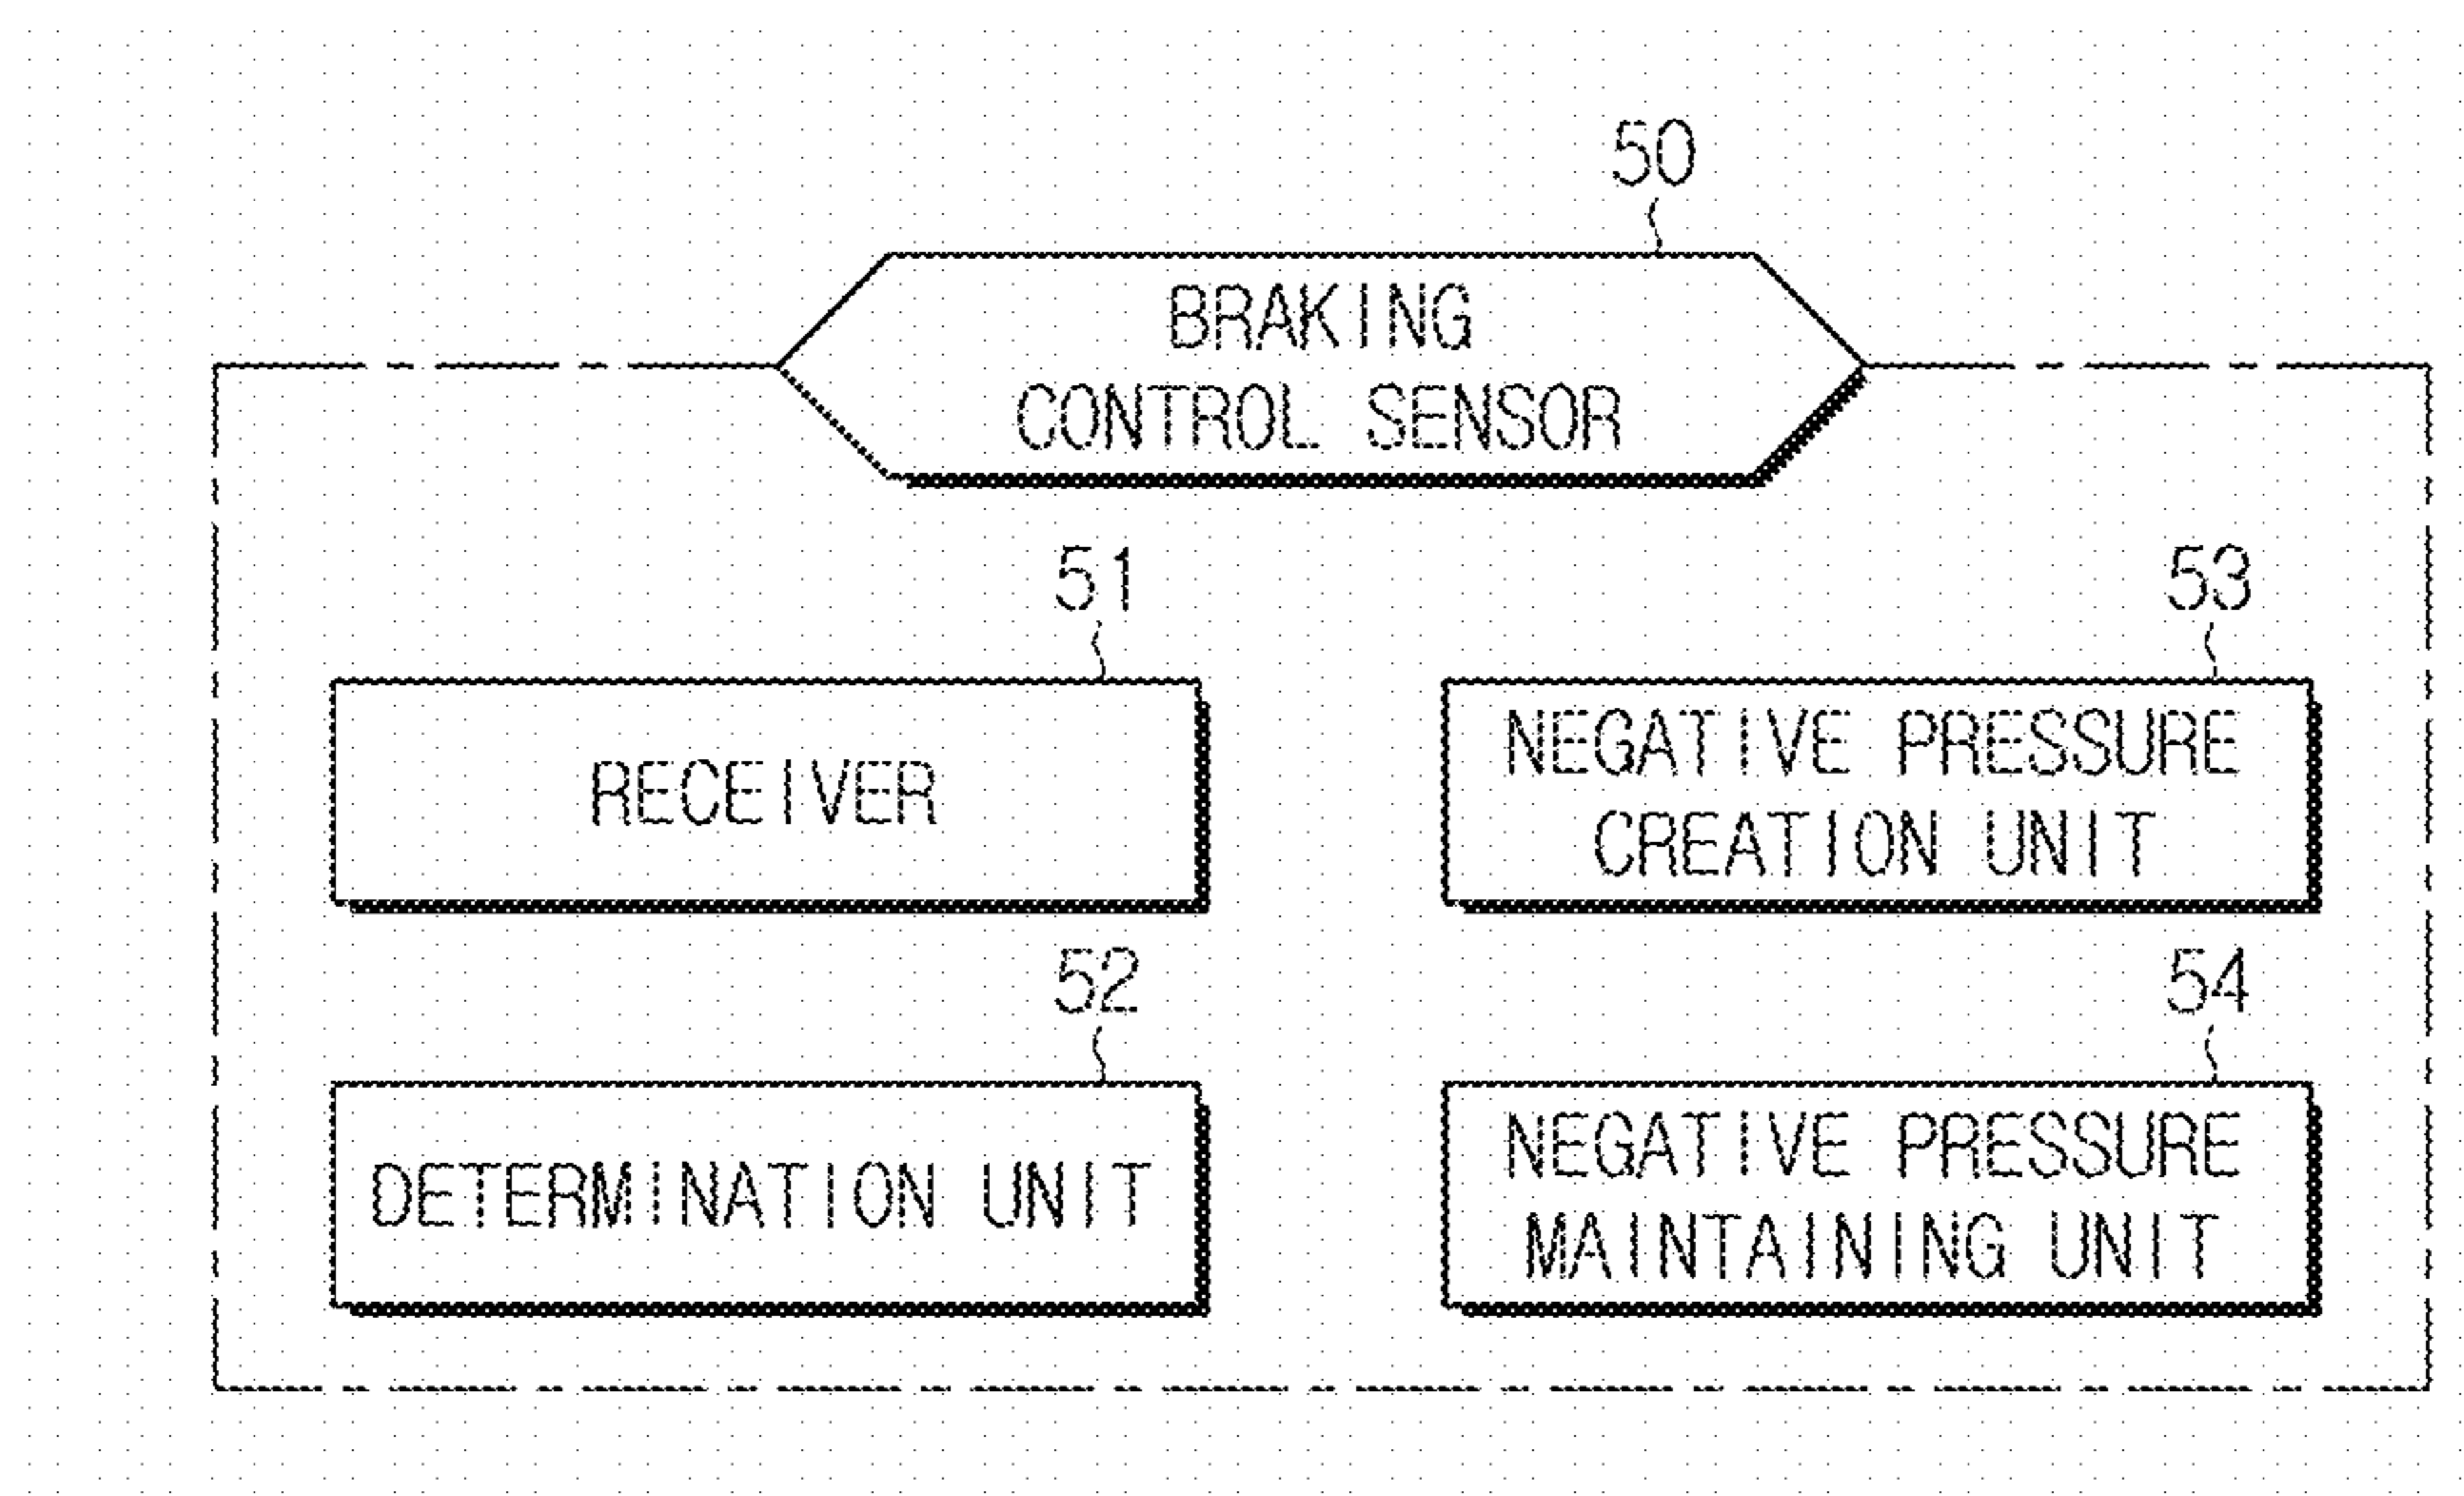 50
BRAKING
CONTROL SENSOR
51
RECEIVER
52
DETERMINATION UNIT
53
NEGATIVE PRESSURE
CREATION UNIT
54
NEGATIVE PRESSURE
MAINTAINING UNIT